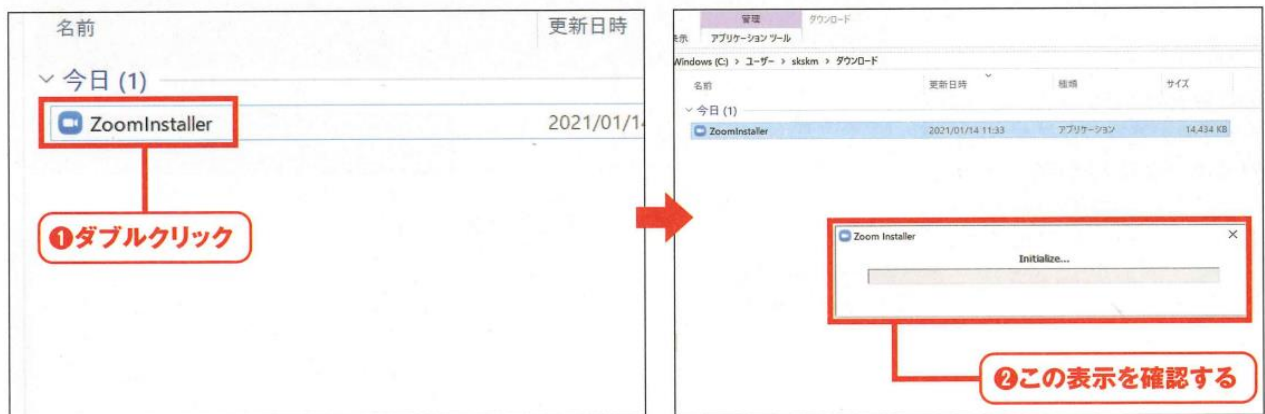 名前
更新日時
今日 (1)
ZoomInstaller
2021/01/14
❶ダブルクリック
管理
ダウンロード
表示
アプリケーション ツール
Windows (C:) › ユーザー › skskm › ダウンロード
名前
更新日時
種類
サイズ
今日 (1)
ZoomInstaller
2021/01/14 11:33
アプリケーション
14,434 KB
Zoom Installer
Initialize...
❷この表示を確認する